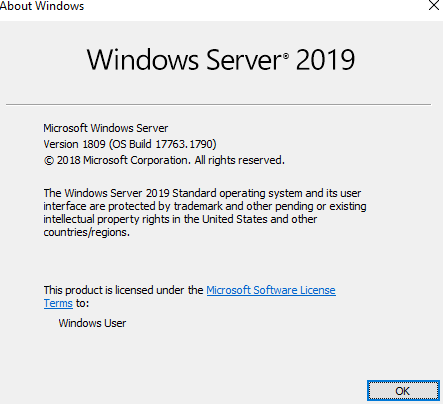 About Windows
Windows Server® 2019
Microsoft Windows Server
Version 1809 (OS Build 17763.1790)
© 2018 Microsoft Corporation. All rights reserved.
The Windows Server 2019 Standard operating system and its user
interface are protected by trademark and other pending or existing
intellectual property rights in the United States and other
countries/regions.
This product is licensed under the Microsoft Software License
Terms to:
Windows User
OK